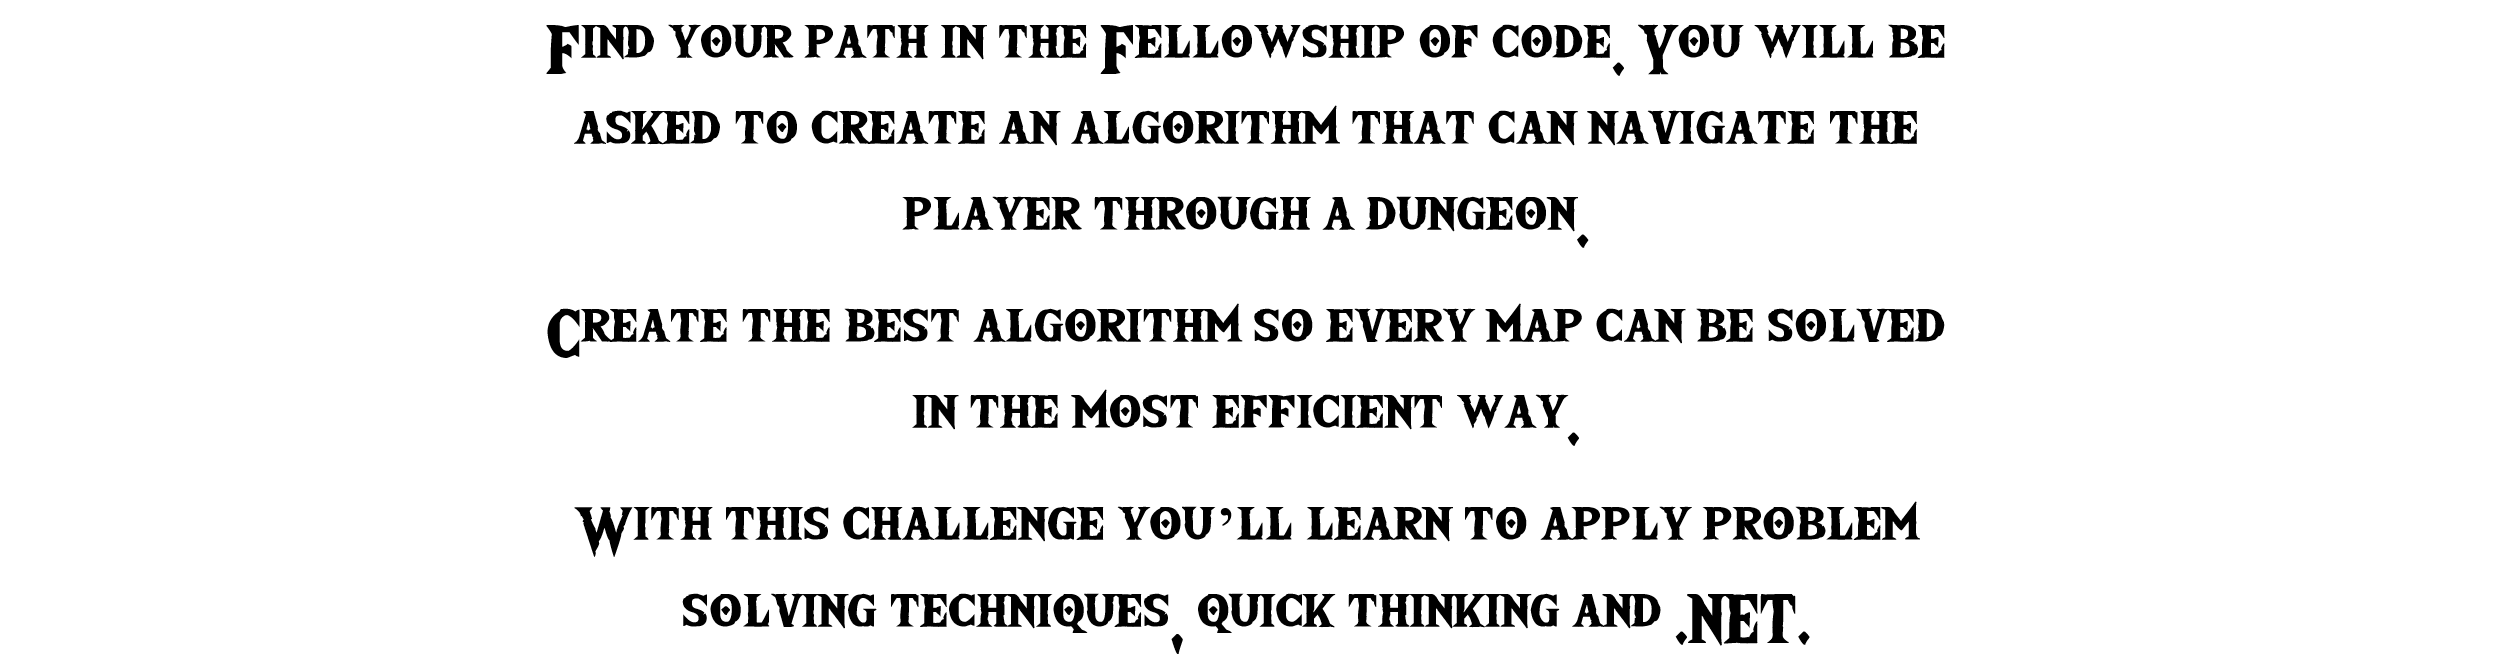 Find your path in the Fellowship of code. You will be
asked to create an algorithm that can navigate the
player through a dungeon.
Create the best algorithm so every map can be solved
in the most efficient way.
With this challenge you’ll learn to apply problem
solving techniques, quick thinking and .NET.